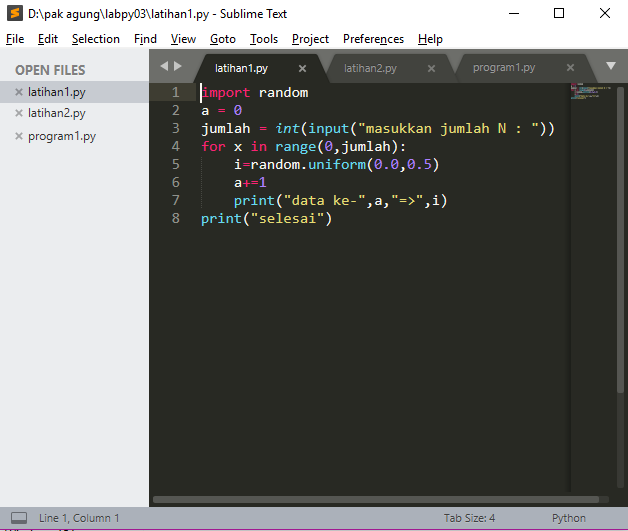 D:\pak agung\labpy03\latihan1.py - Sublime Text
File Edit Selection Find View Goto Tools Project Preferences Help
OPEN FILES
latihan1.py
latihan2.py
program1.py
latihan1.py latihan2.py program1.py
1 import random
2 a = 0
3 jumlah = int(input("masukkan jumlah N : "))
4 for x in range(0,jumlah):
5     i=random.uniform(0.0,0.5)
6     a+=1
7     print("data ke-",a,"=>",i)
8 print("selesai")
Line 1, Column 1 Tab Size: 4 Python